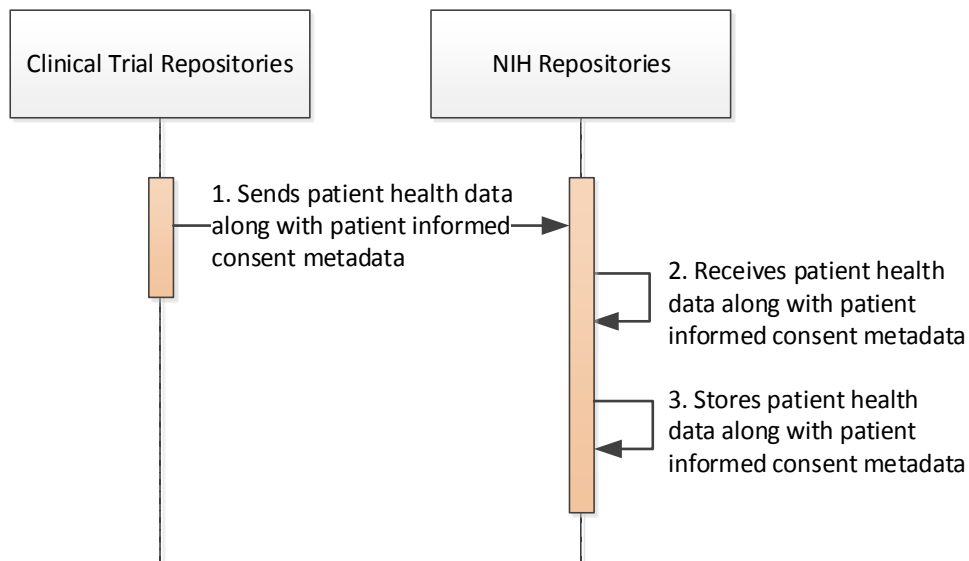 Clinical Trial Repositories
NIH Repositories
1. Sends patient health data
along with patient informed
consent metadata
2. Receives patient health
data along with patient
informed consent metadata
3. Stores patient health
data along with patient
informed consent metadata